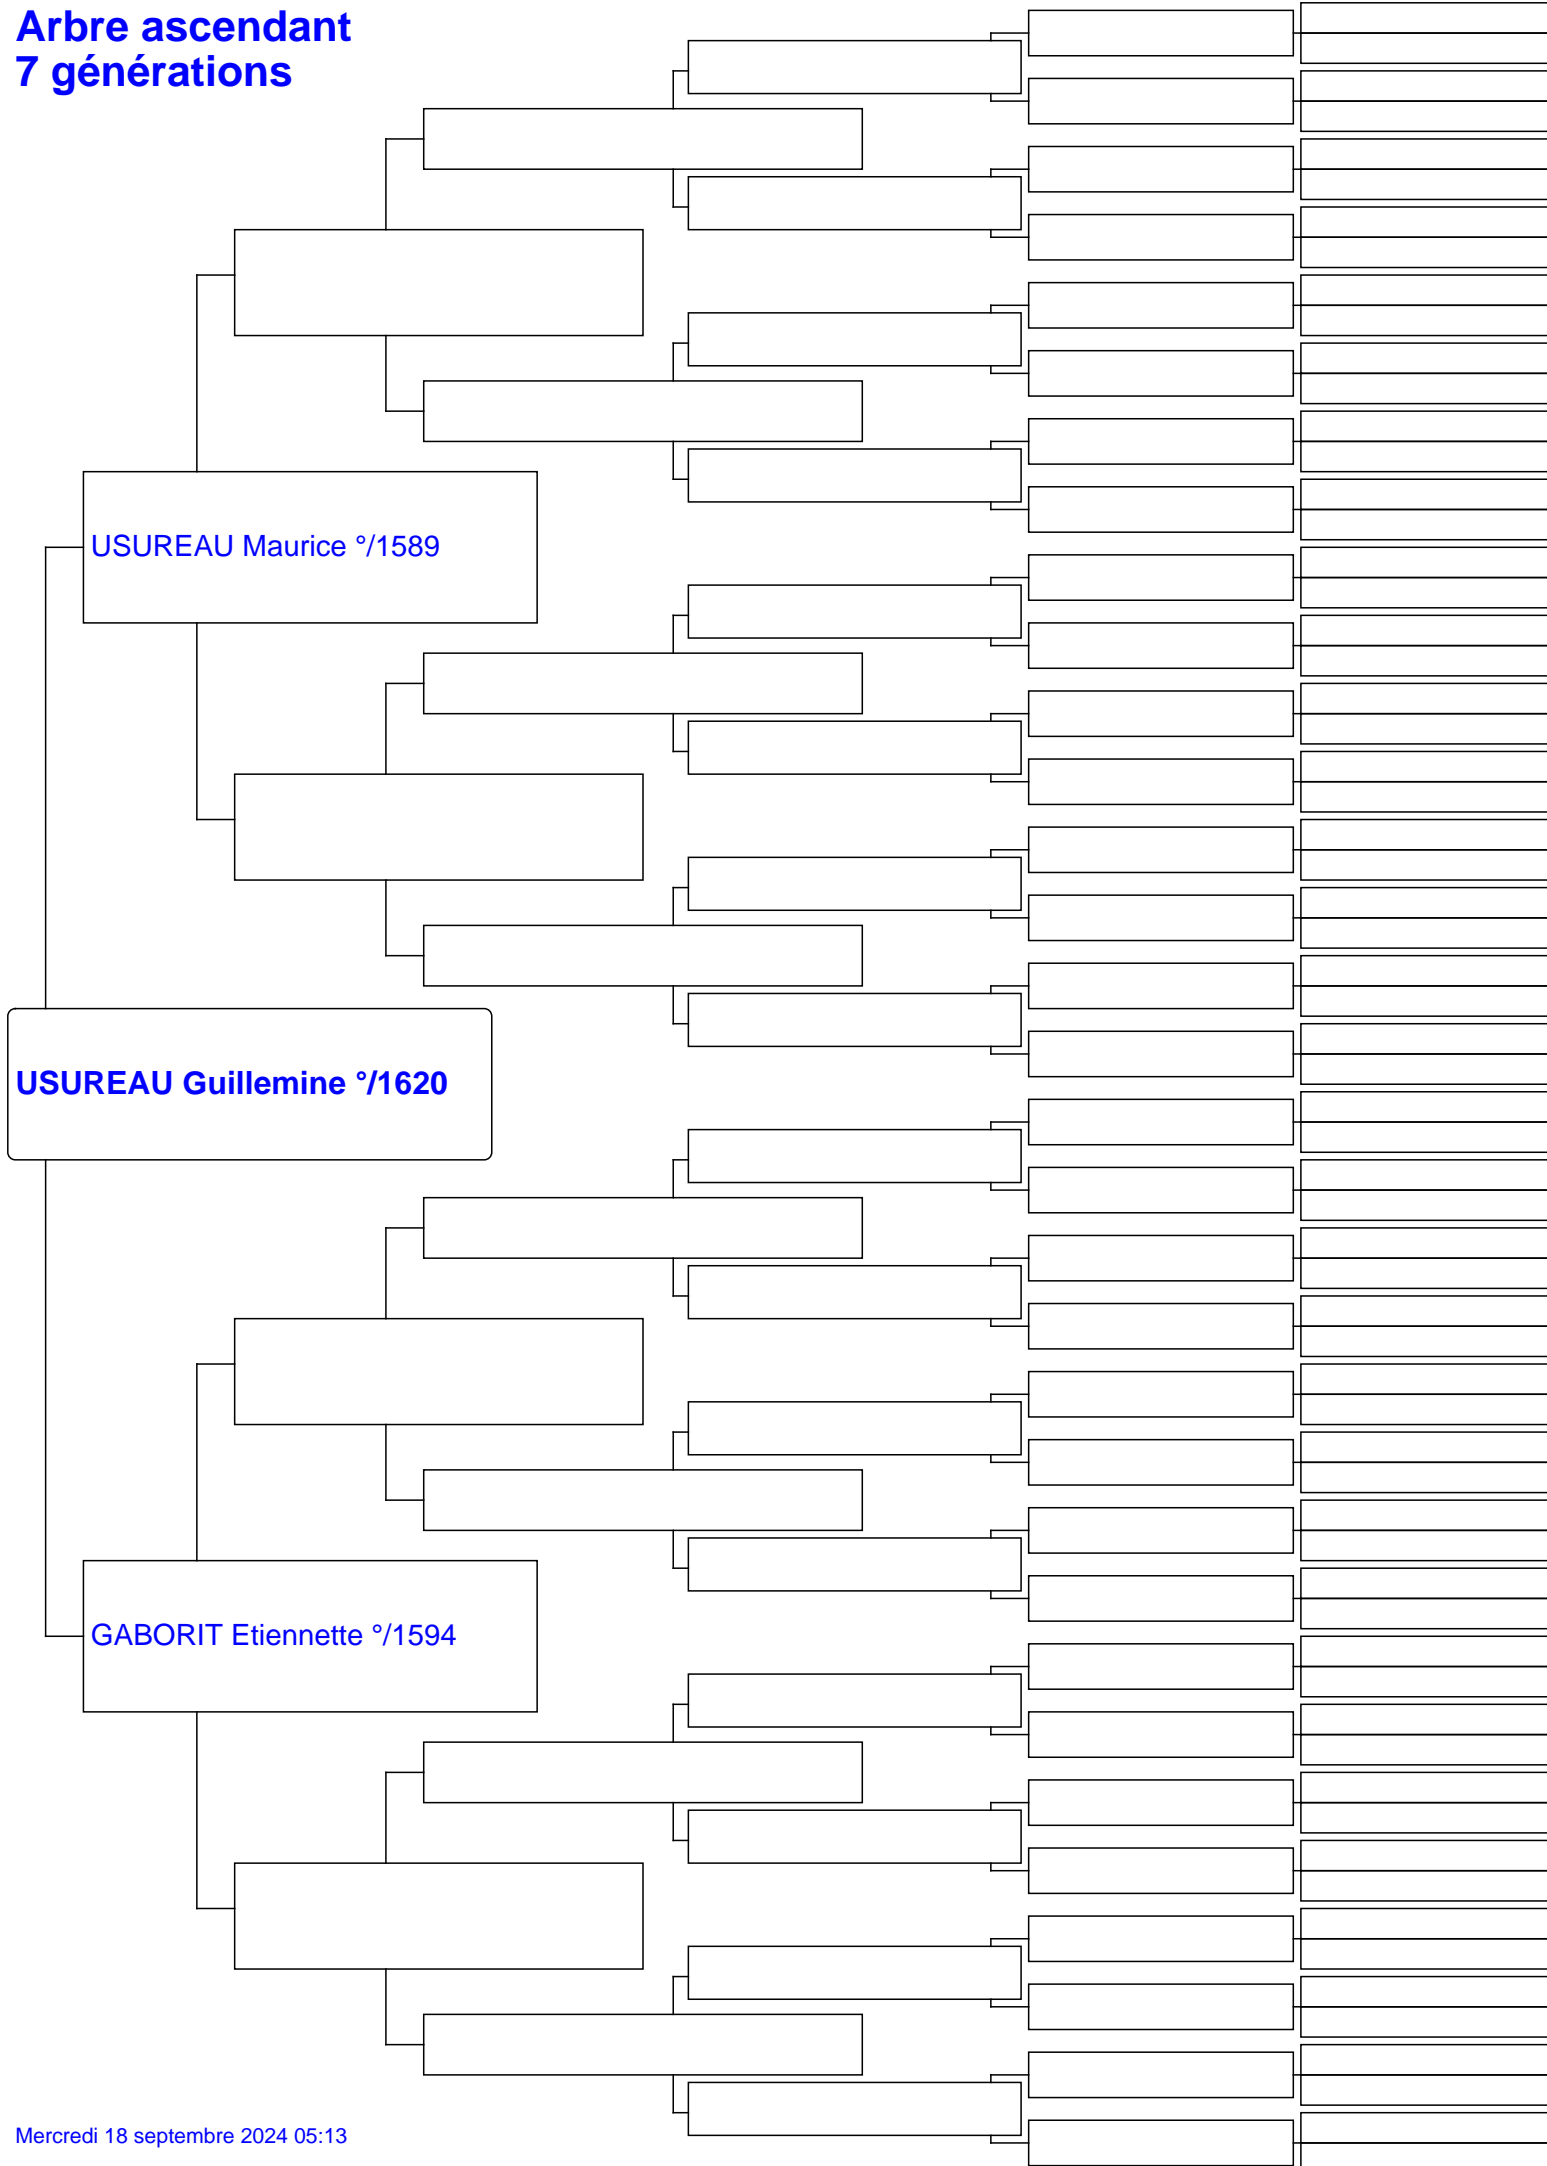 Arbre ascendant
7 générations
USUREAU Maurice °/1589
USUREAU Guillemine °/1620
GABORIT Etiennette °/1594
Mercredi 18 septembre 2024 05:13